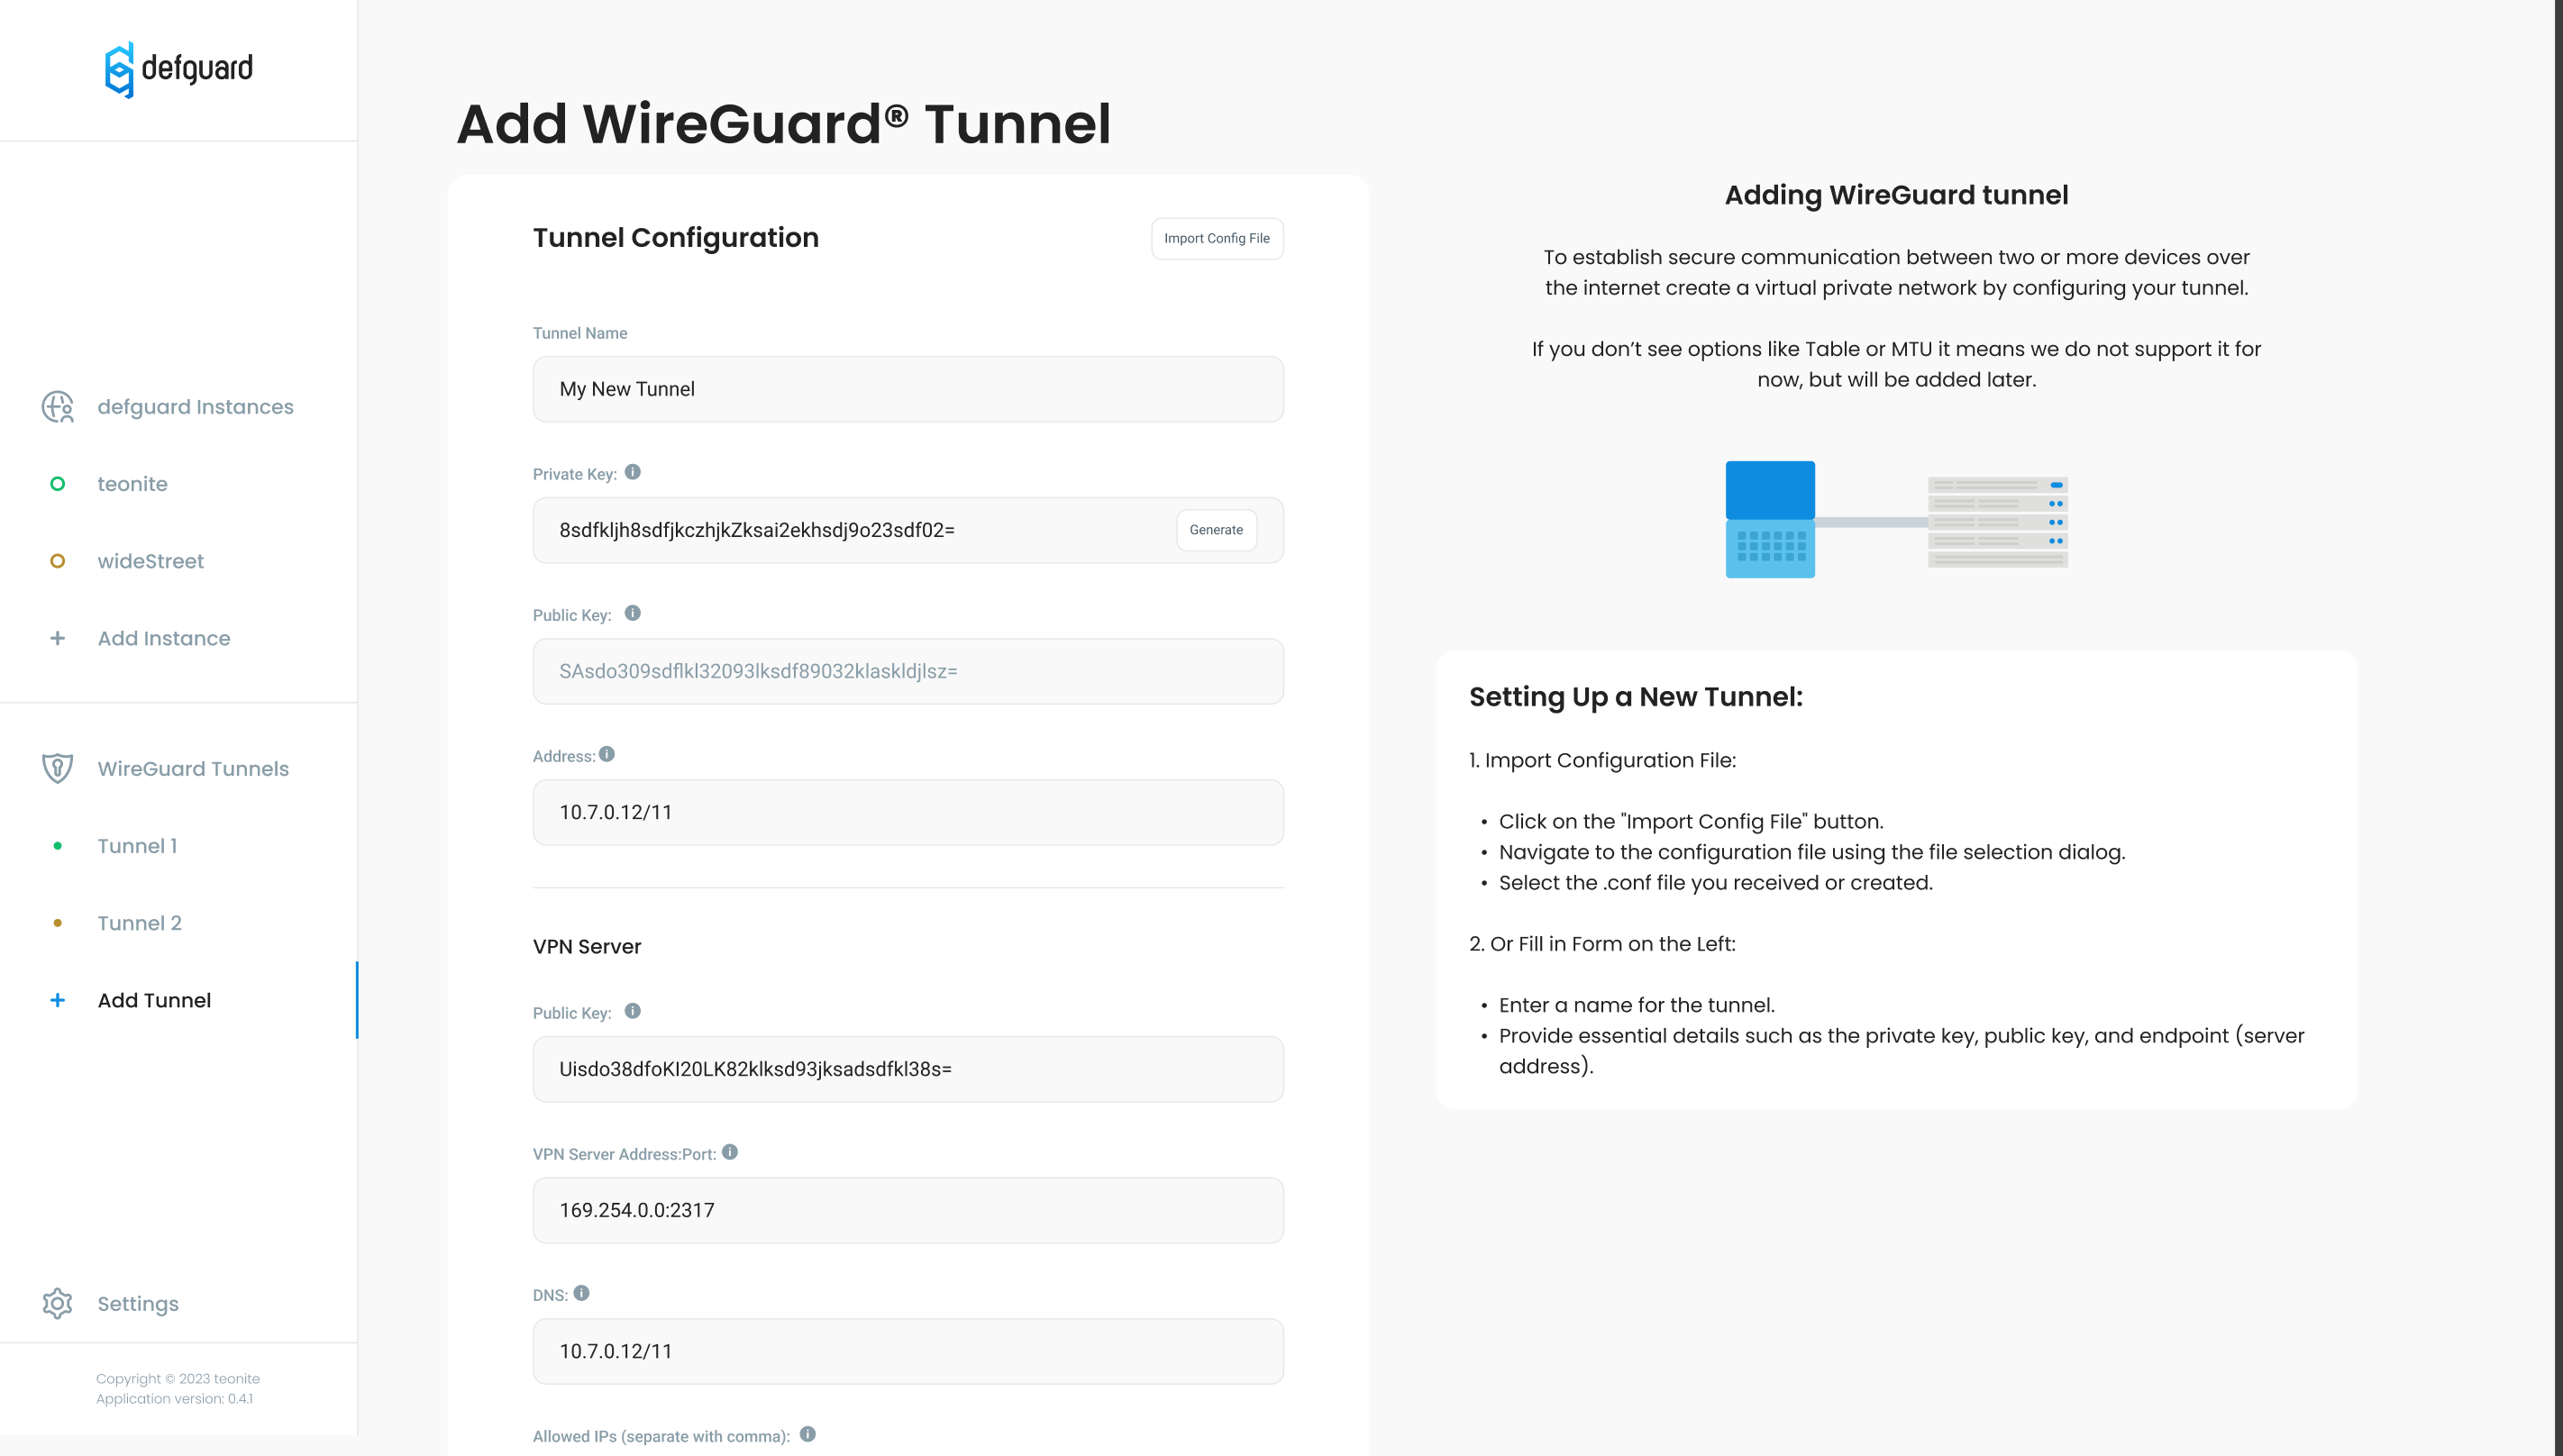 defguard
defguard Instances
teonite
wideStreet
Add Instance
WireGuard Tunnels
Tunnel 1
Tunnel 2
Add Tunnel
Settings
Copyright © 2023 teonite
Application version: 0.4.1
Add WireGuard® Tunnel
Tunnel Configuration
Import Config File
Tunnel Name
My New Tunnel
Private Key:
8sdfkljh8sdfjkczhjkZksai2ekhsdj9o23sdf02=
Generate
Public Key:
SAsdo309sdflkl32093lksdf89032klaskldjlsz=
Address:
10.7.0.12/11
VPN Server
Public Key:
Uisdo38dfoKI20LK82klksd93jksadsdfkl38s=
VPN Server Address:Port:
169.254.0.0:2317
DNS:
10.7.0.12/11
Allowed IPs (separate with comma):
Adding WireGuard tunnel
To establish secure communication between two or more devices over
the internet create a virtual private network by configuring your tunnel.
If you don’t see options like Table or MTU it means we do not support it for
now, but will be added later.
Setting Up a New Tunnel:
1. Import Configuration File:
• Click on the "Import Config File" button.
• Navigate to the configuration file using the file selection dialog.
• Select the .conf file you received or created.
2. Or Fill in Form on the Left:
• Enter a name for the tunnel.
• Provide essential details such as the private key, public key, and endpoint (server
address).